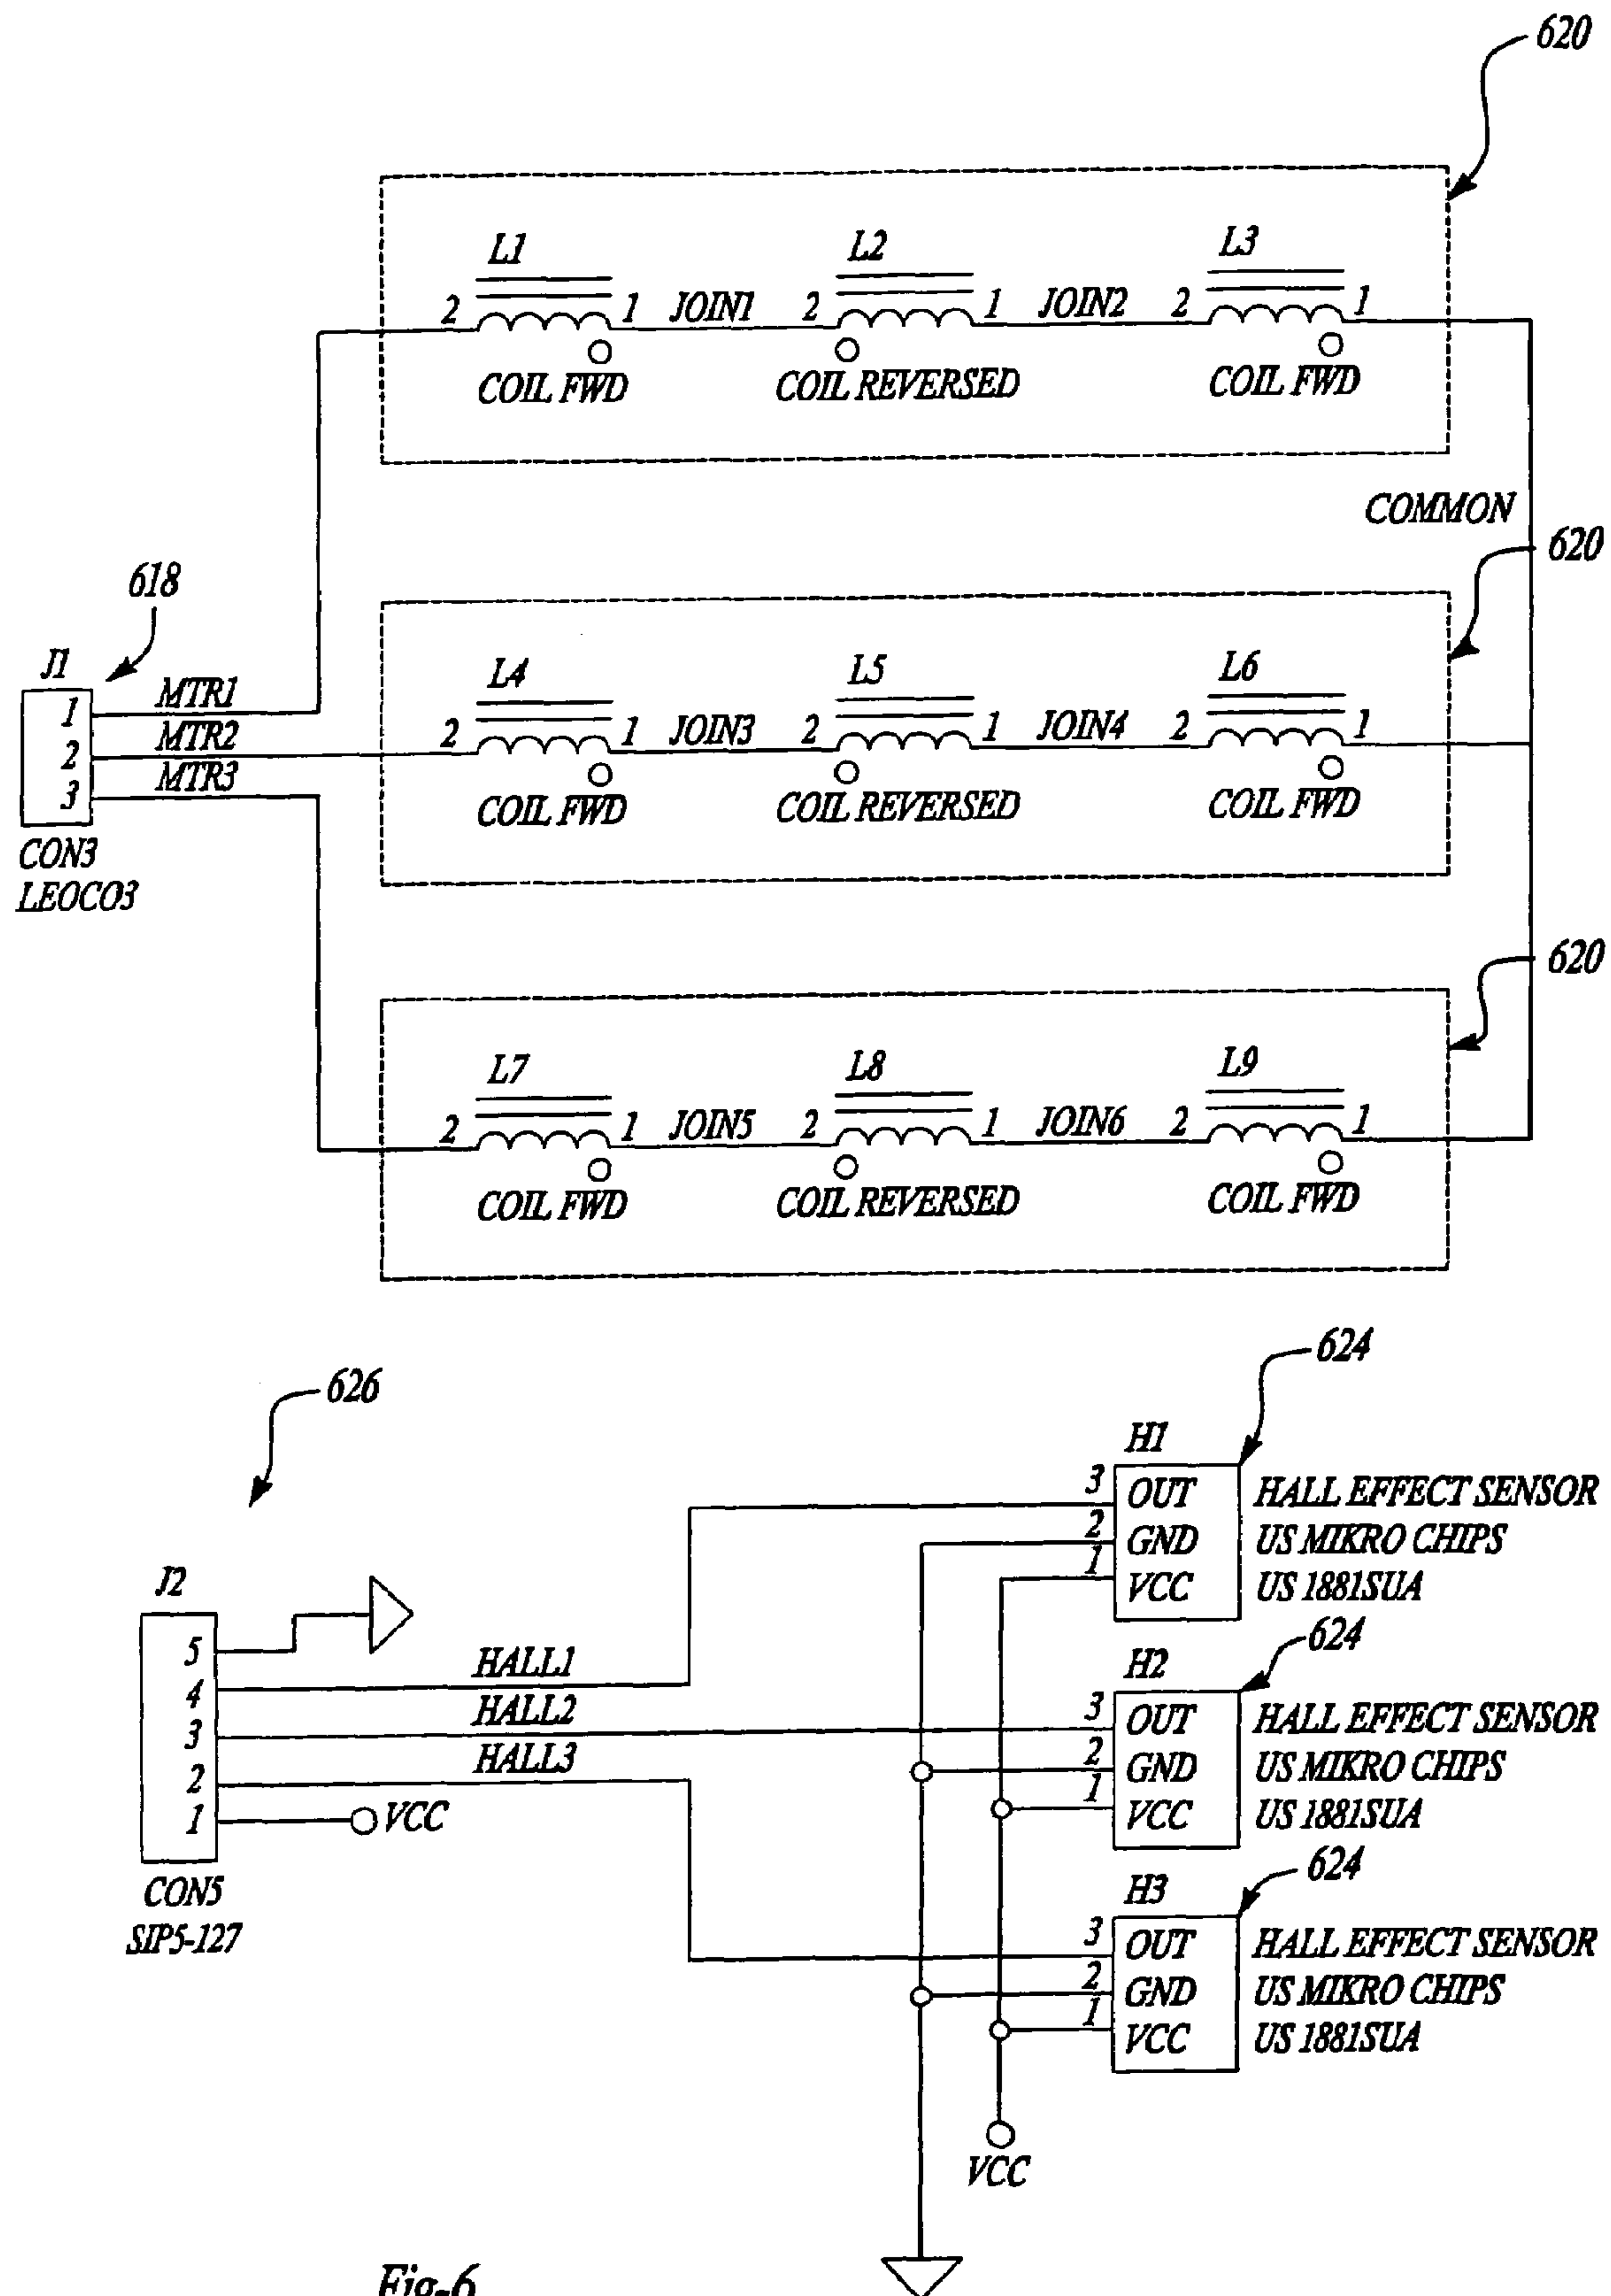 620
L1
L2
L3
2 1 JOIN1 2 1 JOIN2 2 1
COIL FWD
COIL REVERSED
COIL FWD
COMMON
620
618
J1
1 MTR1
2 MTR2
3 MTR3
CON3
LEOCO3
L4
L5
L6
2 1 JOIN3 2 1 JOIN4 2 1
COIL FWD
COIL REVERSED
COIL FWD
620
L7
L8
L9
2 1 JOIN5 2 1 JOIN6 2 1
COIL FWD
COIL REVERSED
COIL FWD
626
624
J2
5
4 HALL1
3 HALL2
2 HALL3
1 VCC
CON5
SIP5-127
H1
3 OUT HALL EFFECT SENSOR
2 GND US MIKRO CHIPS
1 VCC US 1881SUA
624
H2
3 OUT HALL EFFECT SENSOR
2 GND US MIKRO CHIPS
1 VCC US 1881SUA
624
H3
3 OUT HALL EFFECT SENSOR
2 GND US MIKRO CHIPS
1 VCC US 1881SUA
VCC
Fig-6